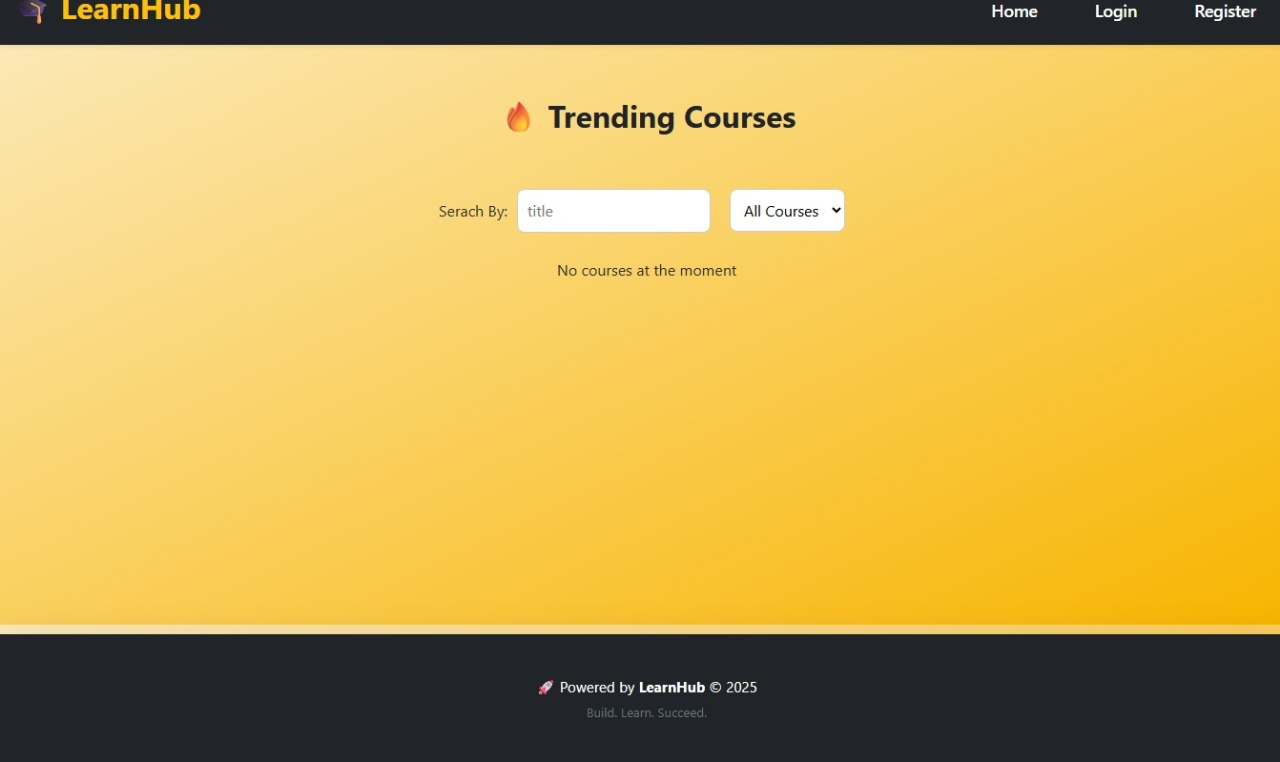 LearnHub
Home Login Register
Trending Courses
Serach By: title All Courses
No courses at the moment
Powered by LearnHub © 2025
Build. Learn. Succeed.